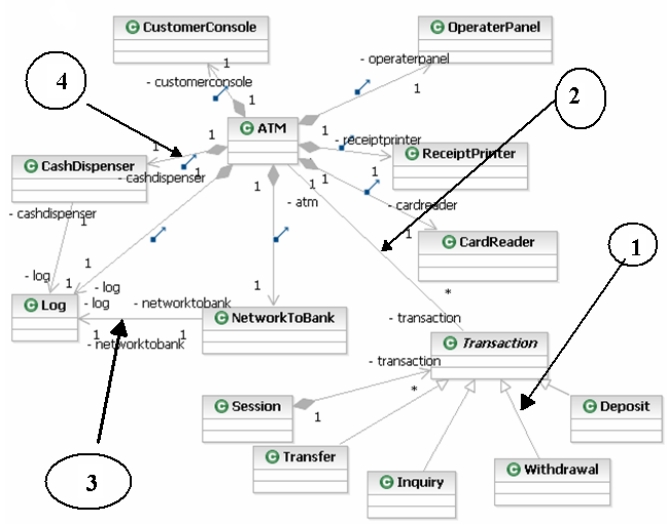 CustomerConsole
OperaterPanel
1
- operaterpanel
- customerconsole
1
4
1
2
ATM
1
1
- receiptprinter
1
ReceiptPrinter
CashDispenser
- cashdispenser
1
1
1
1
1
- atm
- cardreader
- cashdispenser
1
1
CardReader
1
1
- log
1
- log
1
*
Log
- log
- networktobank
NetworkToBank
- transaction
1
1
- networktobank
Transaction
- transaction
*
Session
1
Deposit
Transfer
Withdrawal
3
Inquiry